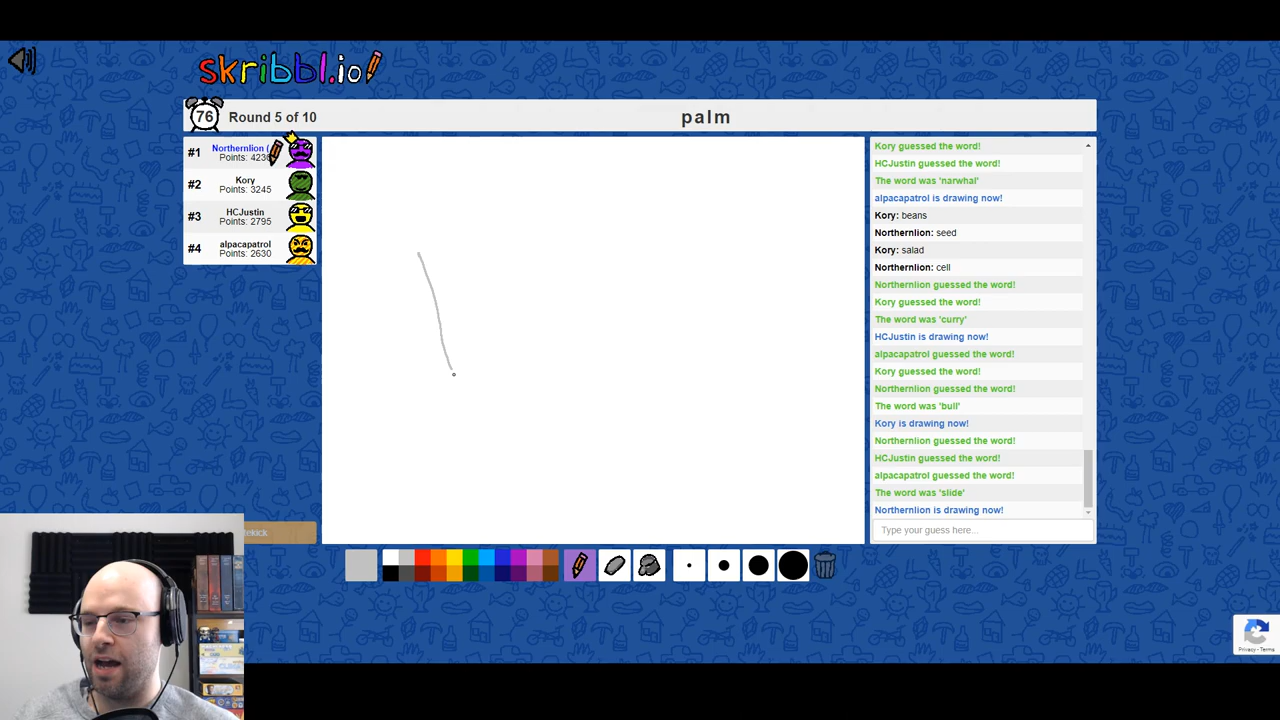 skribbl.io
76
Round 5 of 10
palm
#1
Northernlion (
Points: 4230
#2
Kory
Points: 3245
#3
HCJustin
Points: 2795
#4
alpacapatrol
Points: 2630
Kory guessed the word!
HCJustin guessed the word!
The word was 'narwhal'
alpacapatrol is drawing now!
Kory: beans
Northernlion: seed
Kory: salad
Northernlion: cell
Northernlion guessed the word!
Kory guessed the word!
The word was 'curry'
HCJustin is drawing now!
alpacapatrol guessed the word!
Kory guessed the word!
Northernlion guessed the word!
The word was 'bull'
Kory is drawing now!
Northernlion guessed the word!
HCJustin guessed the word!
alpacapatrol guessed the word!
The word was 'slide'
Northernlion is drawing now!
Type your guess here...
Privacy - Terms